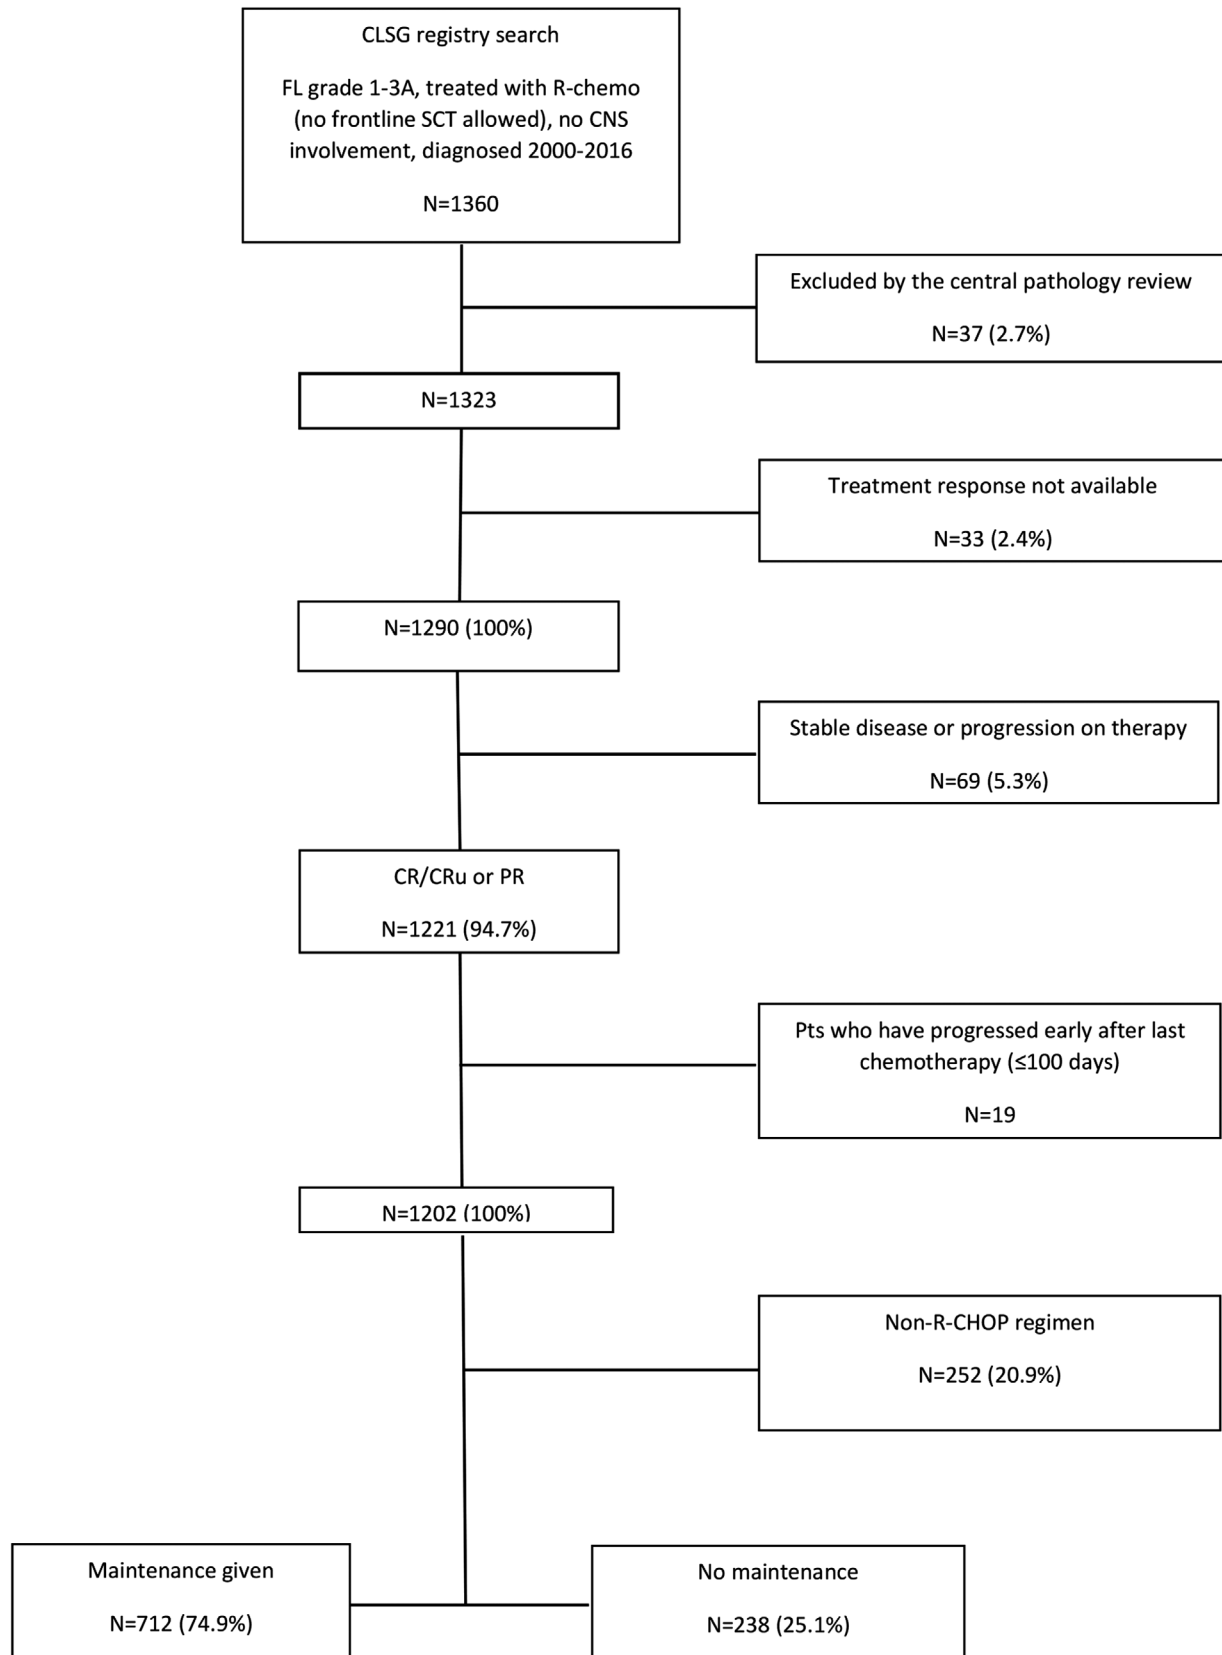 CLSG registry search
FL grade 1-3A, treated with R-chemo
(no frontline SCT allowed), no CNS
involvement, diagnosed 2000-2016
N=1360
Excluded by the central pathology review
N=37 (2.7%)
N=1323
Treatment response not available
N=33 (2.4%)
N=1290 (100%)
Stable disease or progression on therapy
N=69 (5.3%)
CR/CRu or PR
N=1221 (94.7%)
Pts who have progressed early after last
chemotherapy (≤100 days)
N=19
N=1202 (100%)
Non-R-CHOP regimen
N=252 (20.9%)
Maintenance given
N=712 (74.9%)
No maintenance
N=238 (25.1%)